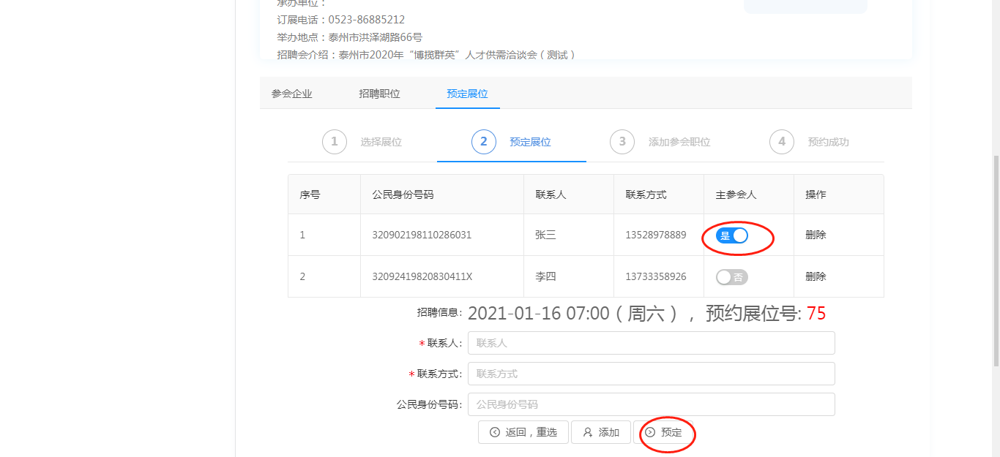 承办单位：
订展电话：0523-86885212
举办地点：泰州市洪泽湖路66号
招聘会介绍：泰州市2020年“博揽群英”人才供需洽谈会（测试）
参会企业 招聘职位 预定展位
1 选择展位 2 预定展位 3 添加参会职位 4 预约成功
序号 公民身份号码 联系人 联系方式 主参会人 操作
1 320902198110286031 张三 13528978889 是 删除
2 32092419820830411X 李四 13733358926 否 删除
招聘信息: 2021-01-16 07:00（周六），预约展位号: 75
*联系人: 联系人
*联系方式: 联系方式
公民身份号码: 公民身份号码
返回，重选 添加 预定